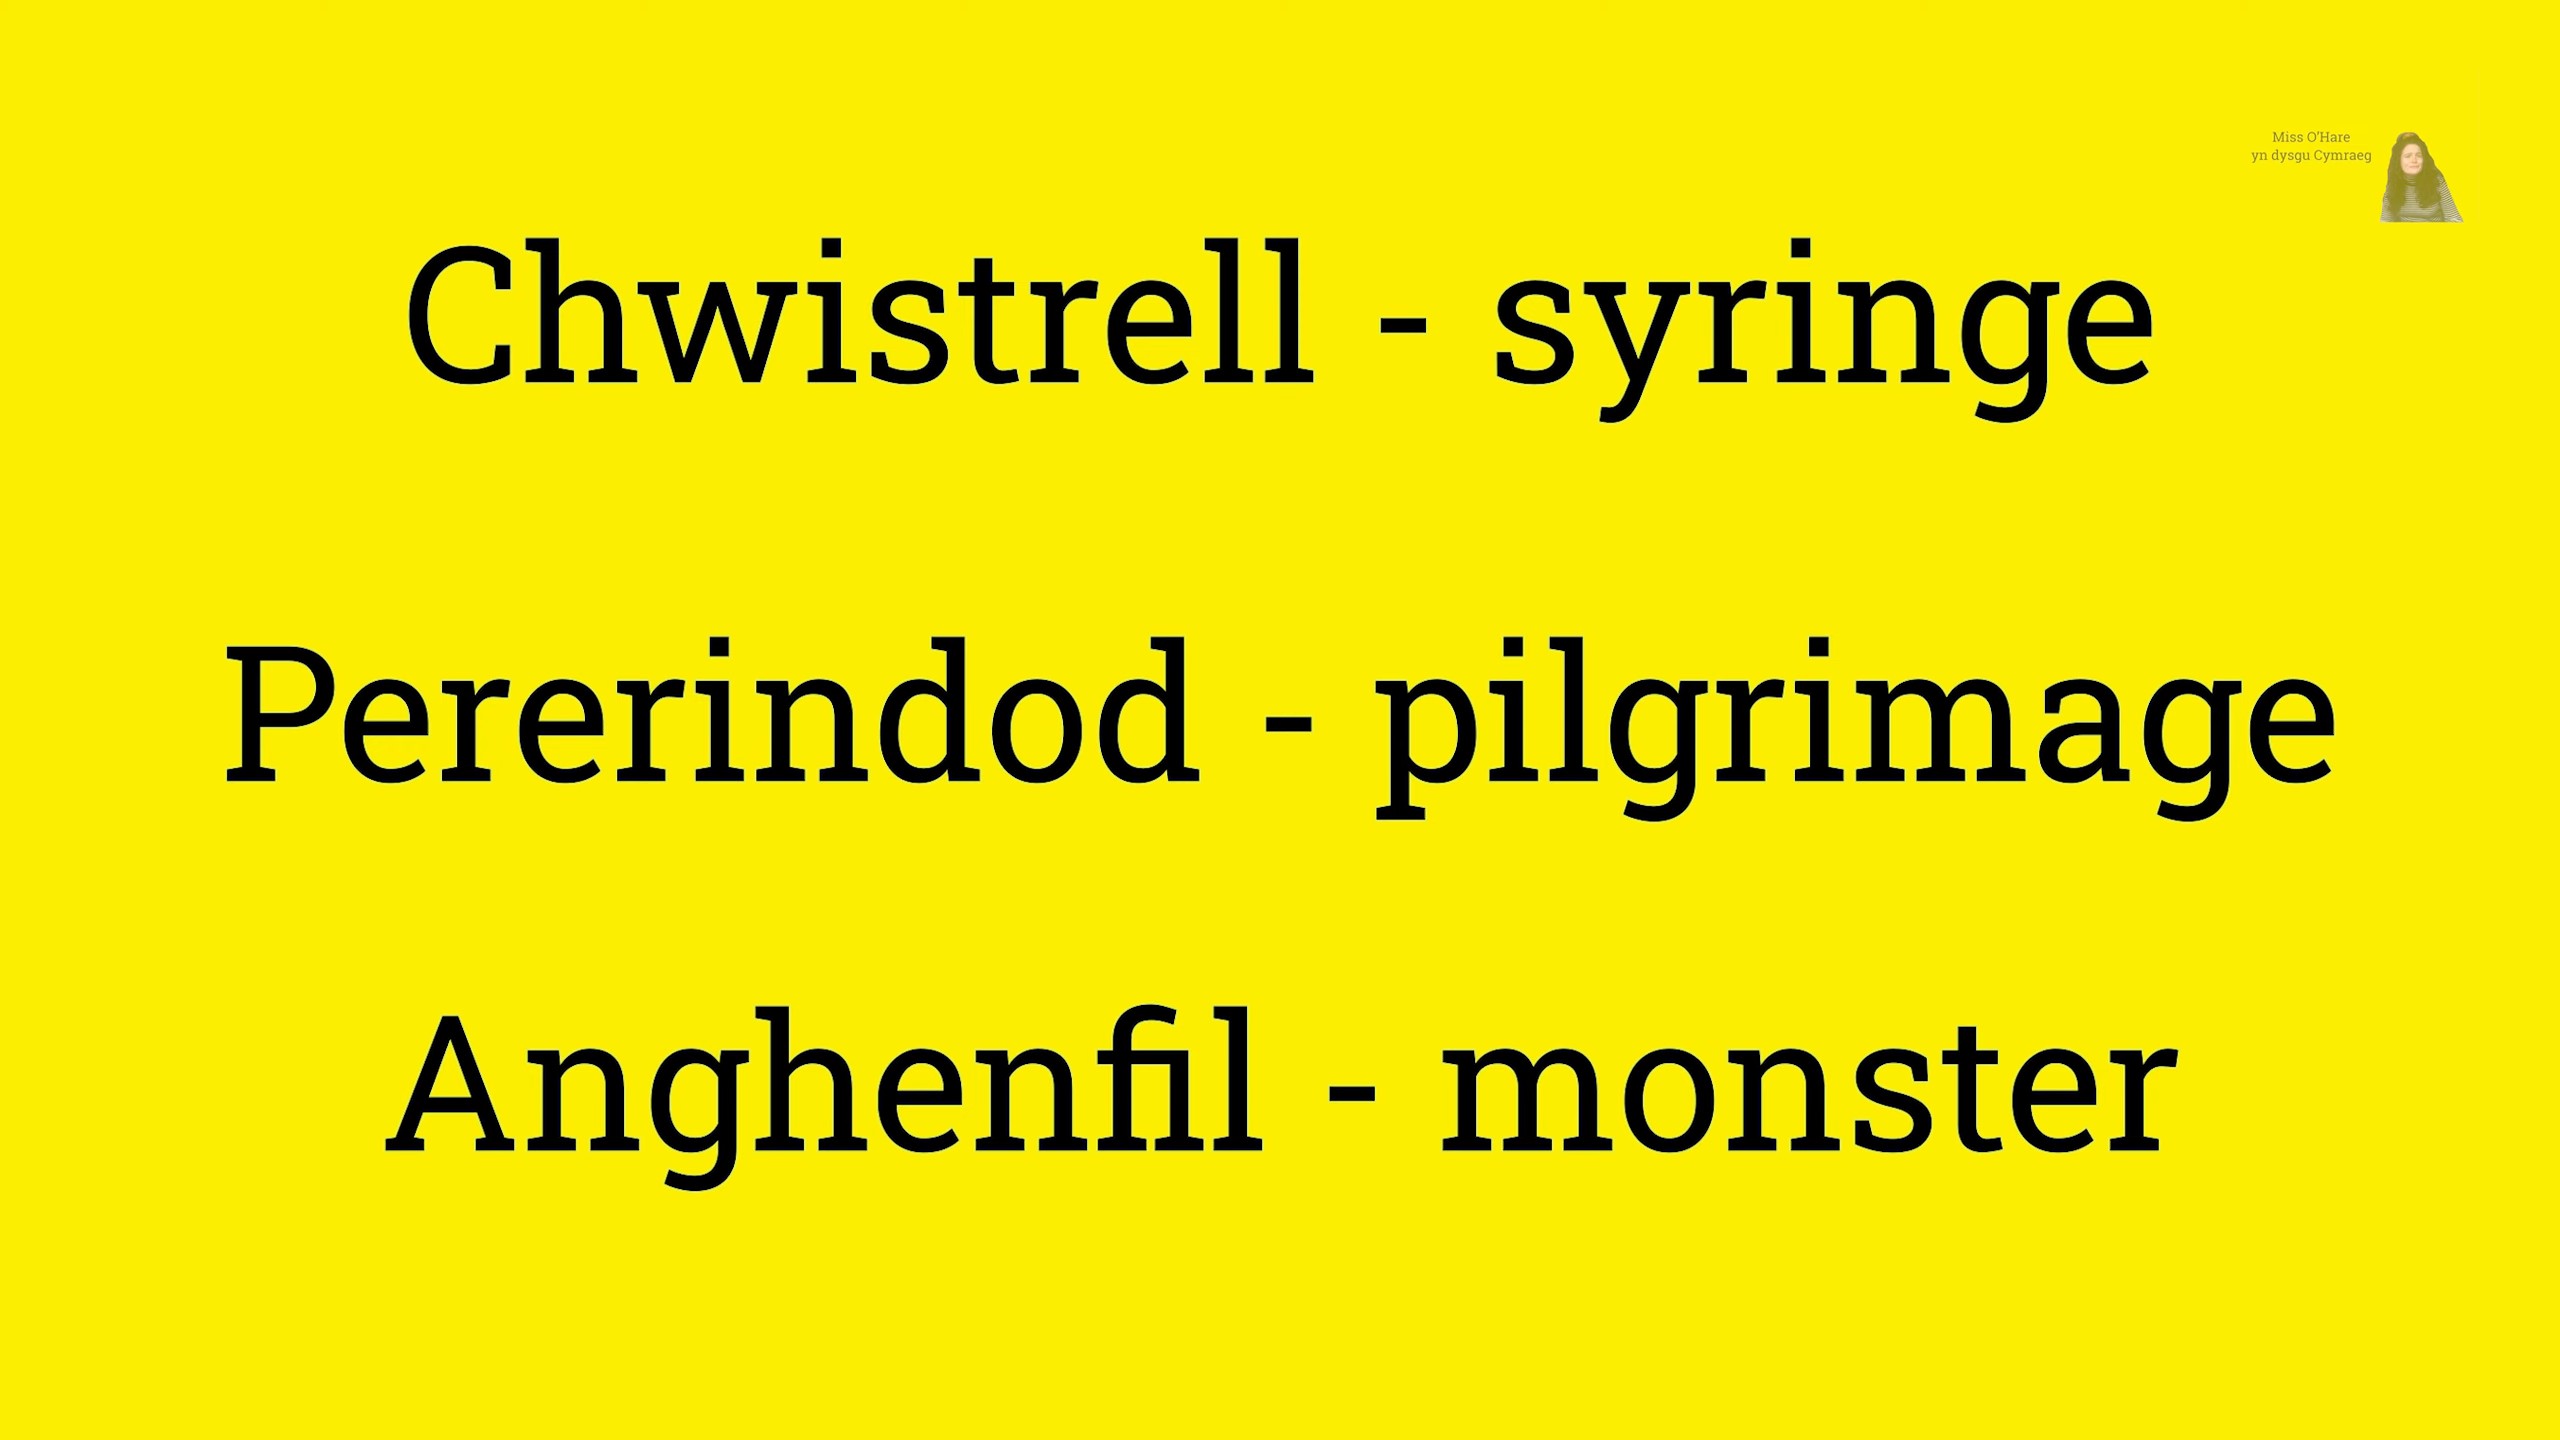 Miss O'Hare
yn dysgu Cymraeg
Chwistrell - syringe
Pererindod - pilgrimage
Anghenfil - monster